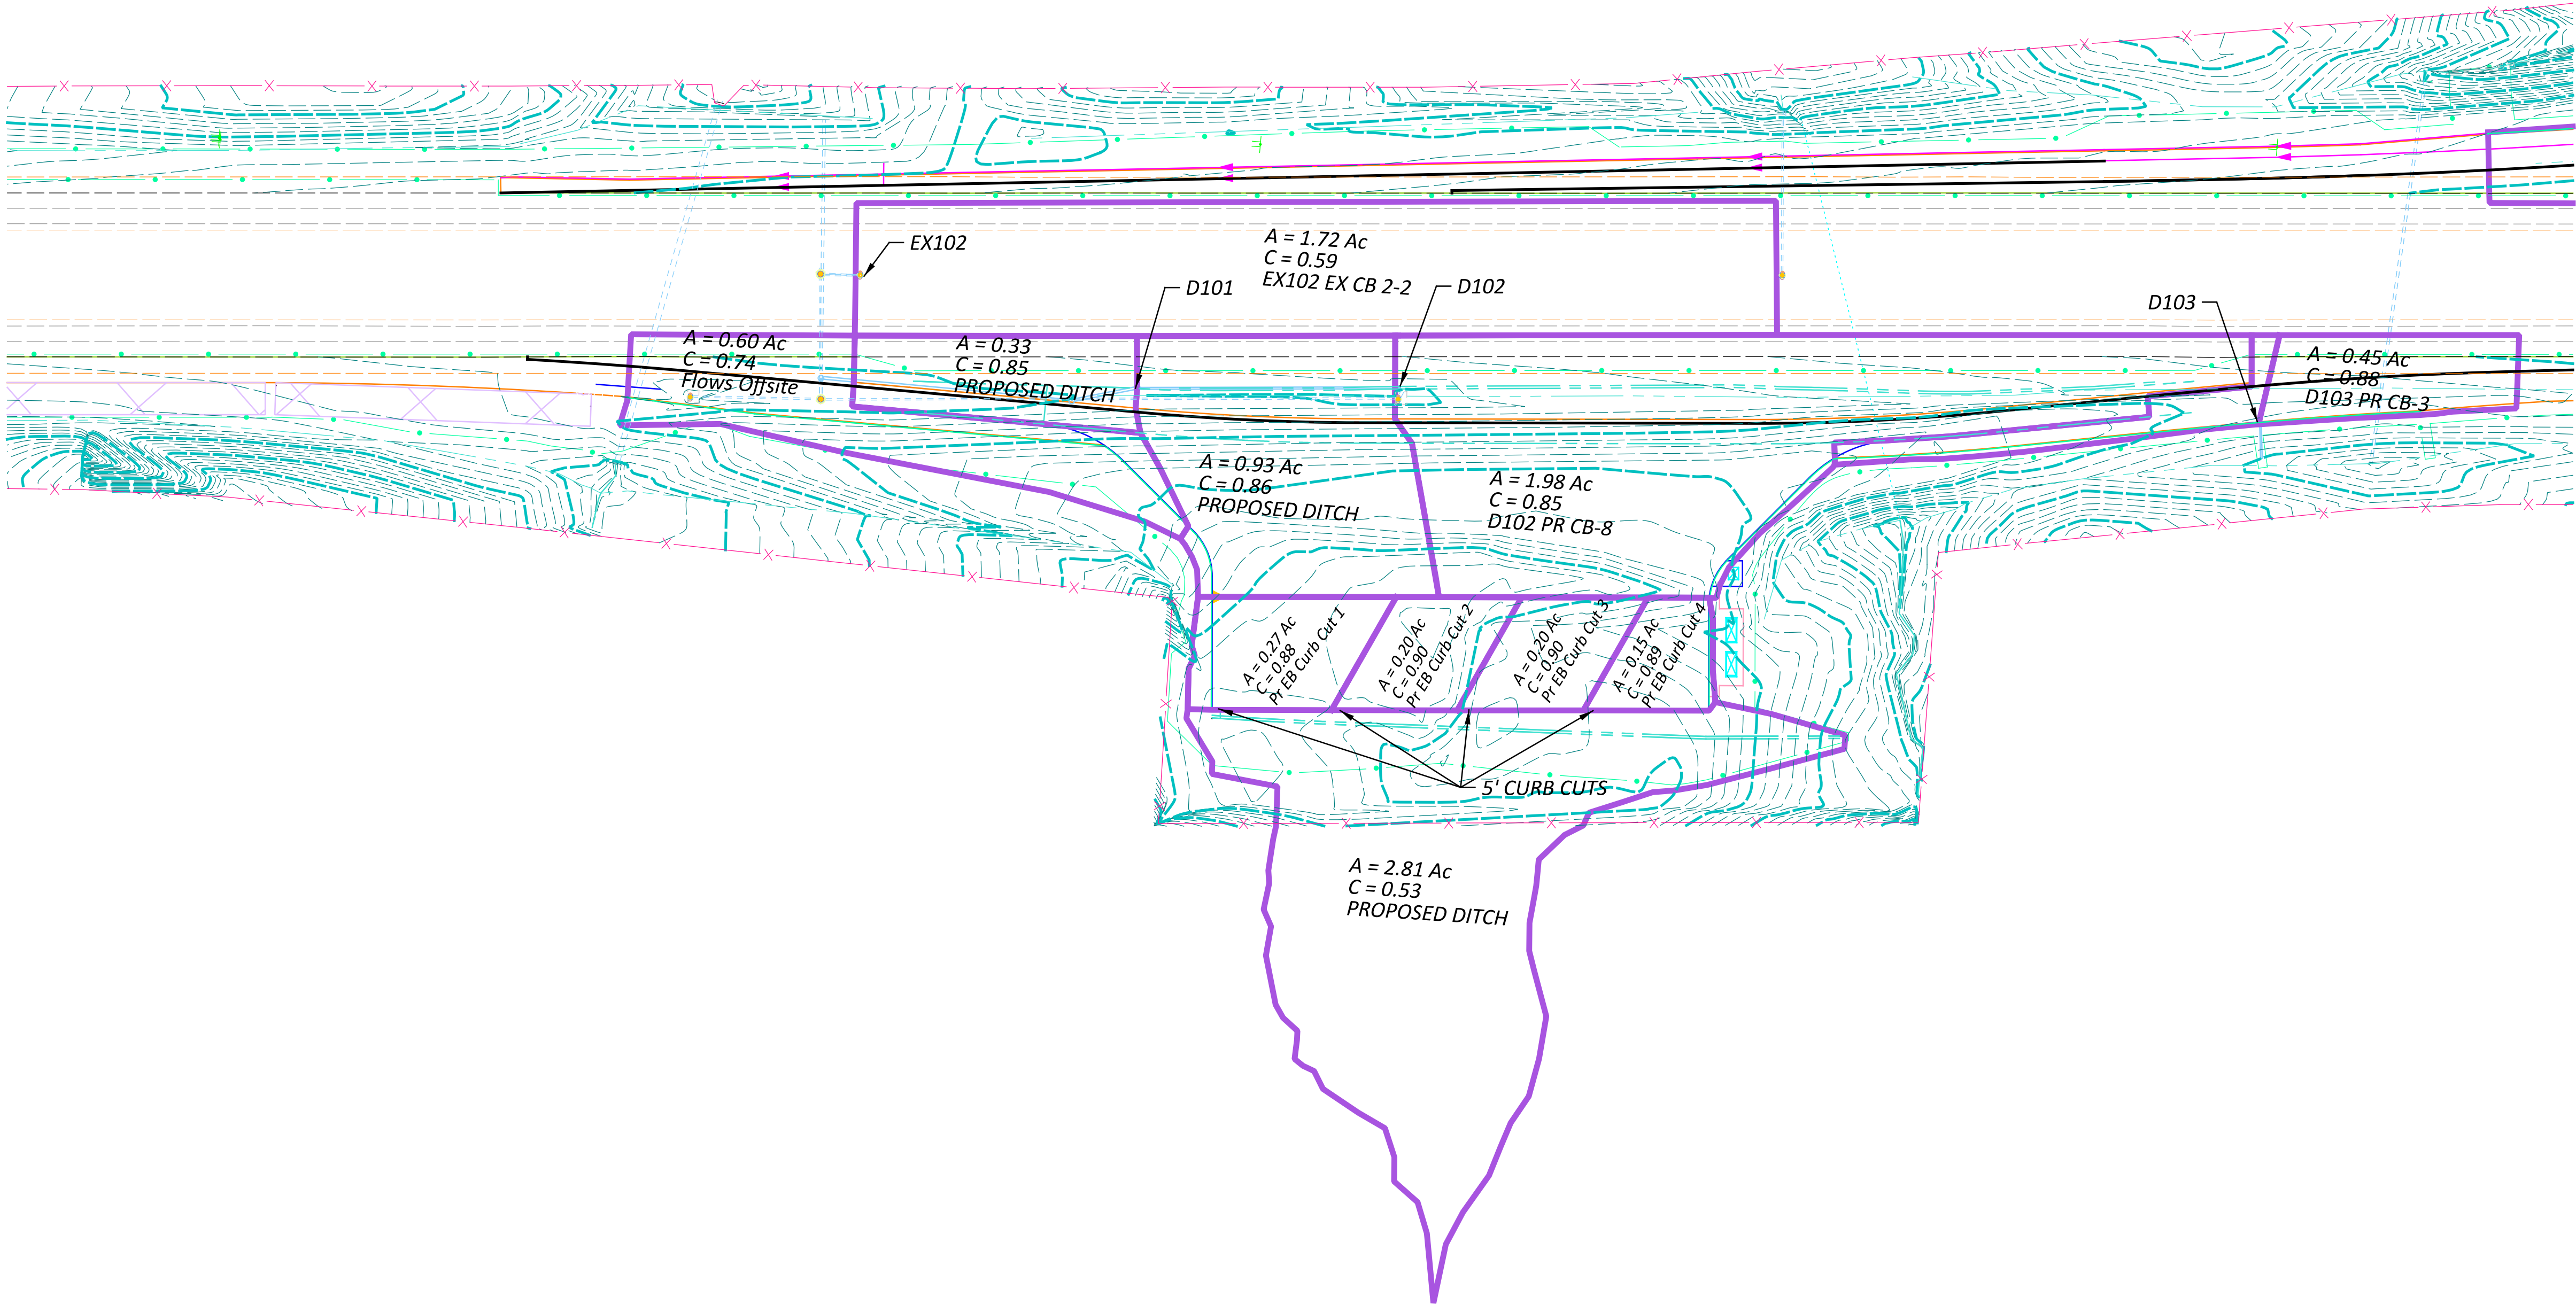 EX102
A = 1.72 Ac
C = 0.59
EX102 EX CB 2-2
D101
D102
D103
A = 0.60 Ac
C = 0.74
Flows Offsite
A = 0.33
C = 0.85
PROPOSED DITCH
A = 0.45 Ac
C = 0.88
D103 PR CB-3
A = 0.93 Ac
C = 0.86
PROPOSED DITCH
A = 1.98 Ac
C = 0.85
D102 PR CB-8
A = 0.27 Ac
C = 0.88
Pr EB Curb Cut 1
A = 0.20 Ac
C = 0.90
Pr EB Curb Cut 2
A = 0.20 Ac
C = 0.90
Pr EB Curb Cut 3
A = 0.15 Ac
C = 0.89
Pr EB Curb Cut 4
5' CURB CUTS
A = 2.81 Ac
C = 0.53
PROPOSED DITCH